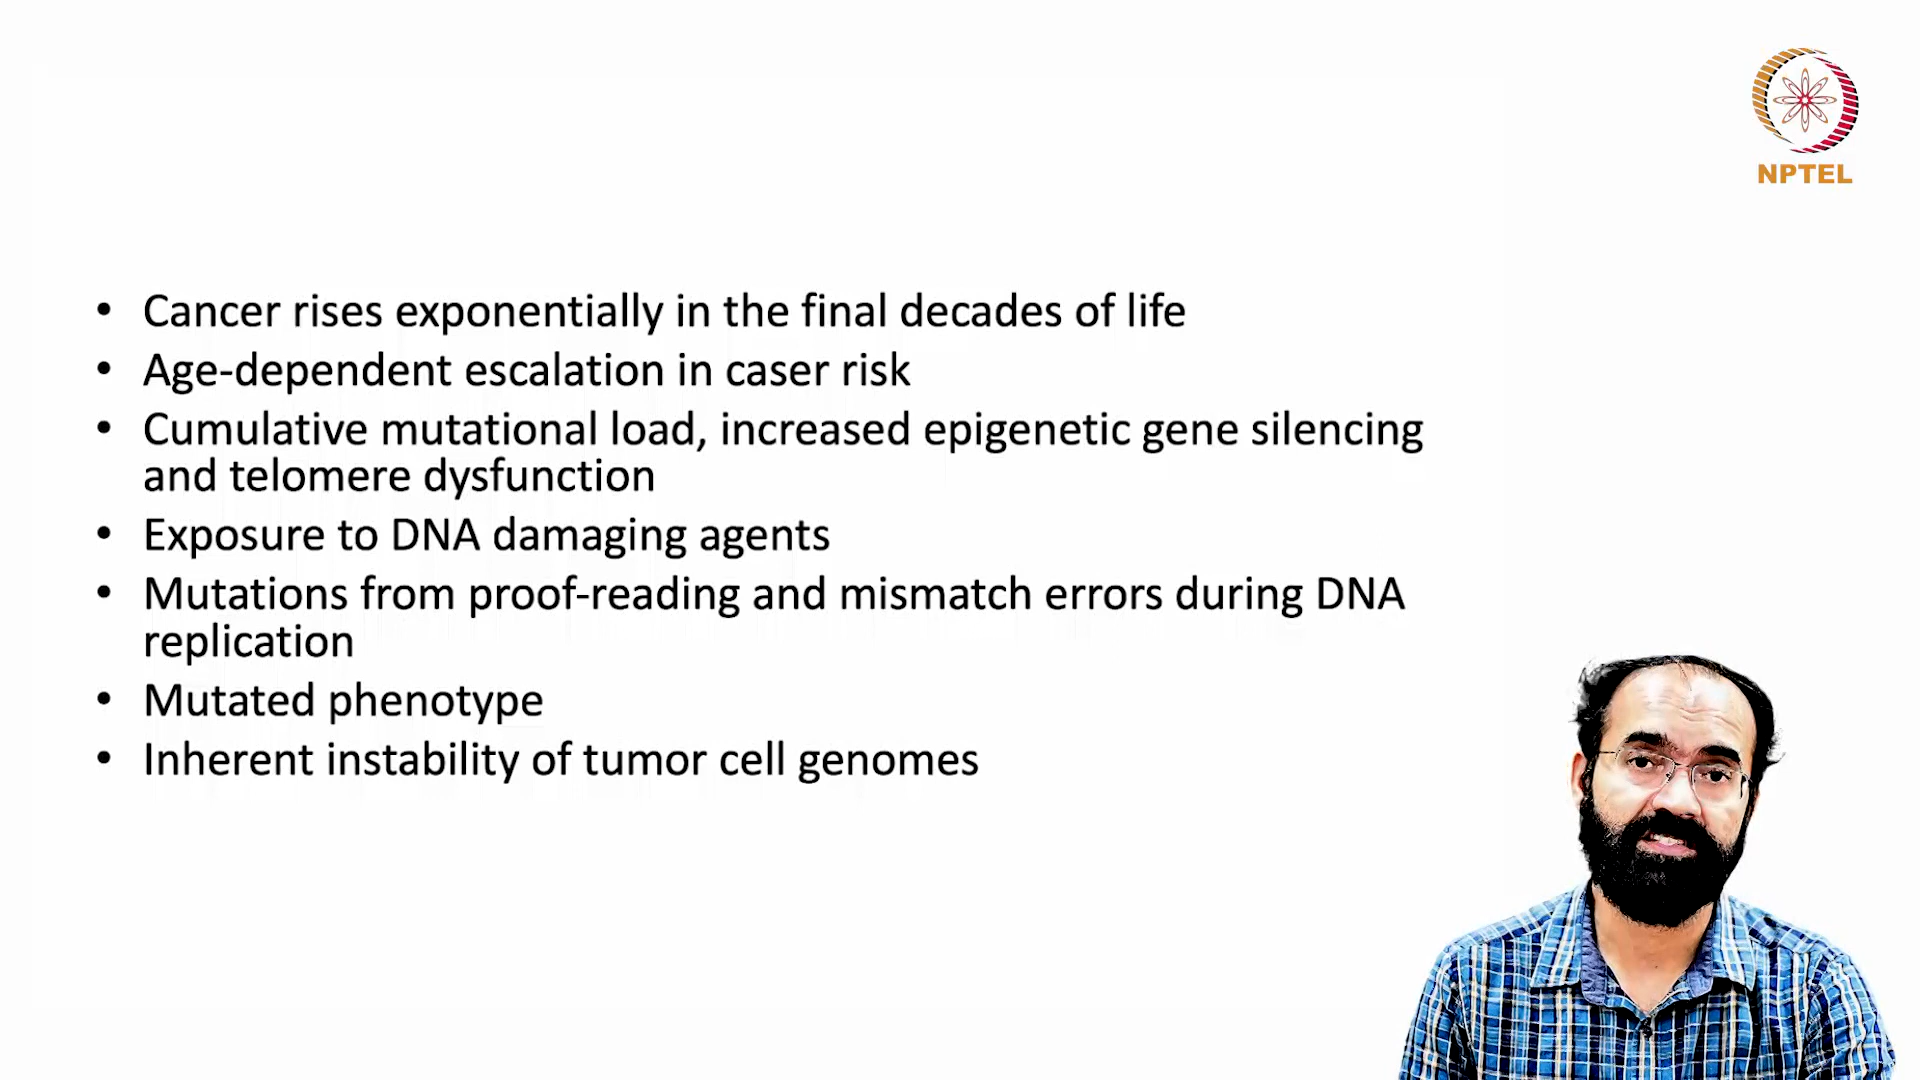 NPTEL
• Cancer rises exponentially in the final decades of life
• Age-dependent escalation in caser risk
• Cumulative mutational load, increased epigenetic gene silencing
and telomere dysfunction
• Exposure to DNA damaging agents
• Mutations from proof-reading and mismatch errors during DNA
replication
• Mutated phenotype
• Inherent instability of tumor cell genomes